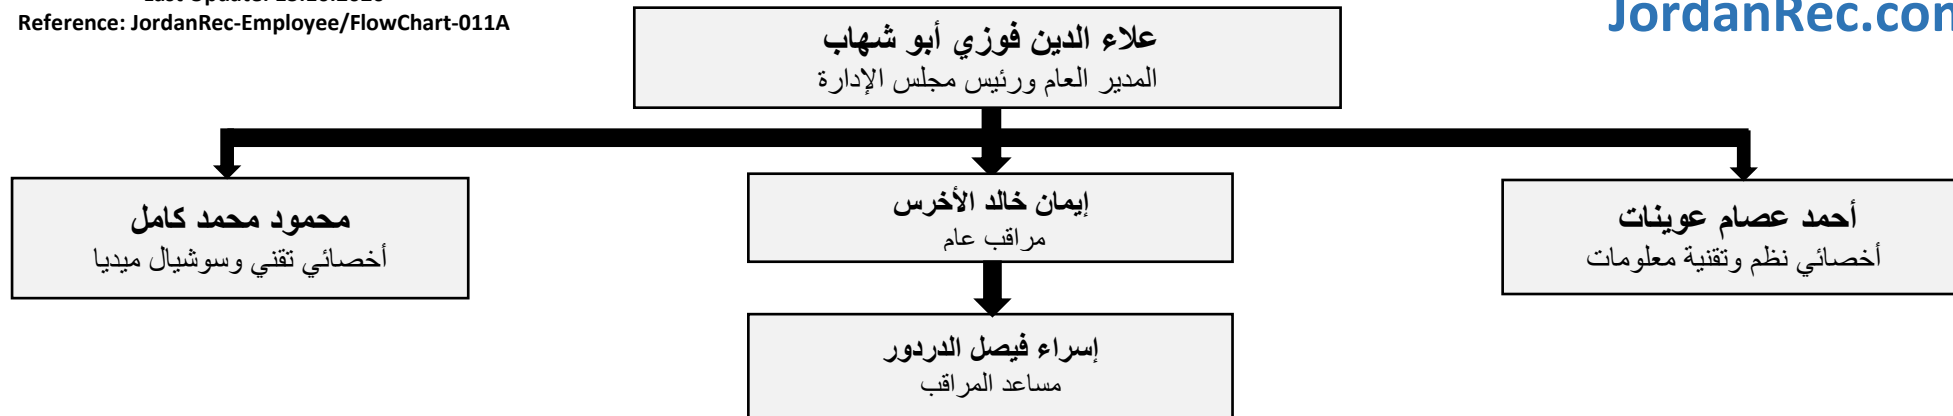 Reference: JordanRec-Employee/FlowChart-011A
JordanRec.com
علاء الدين فوزي أبو شهاب
المدير العام ورئيس مجلس الإدارة
أحمد عصام عوينات
أخصائي نظم وتقنية معلومات
إيمان خالد الأخرس
مراقب عام
محمود محمد كامل
أخصائي تقني وسوشيال ميديا
إسراء فيصل الدردور
مساعد المراقب